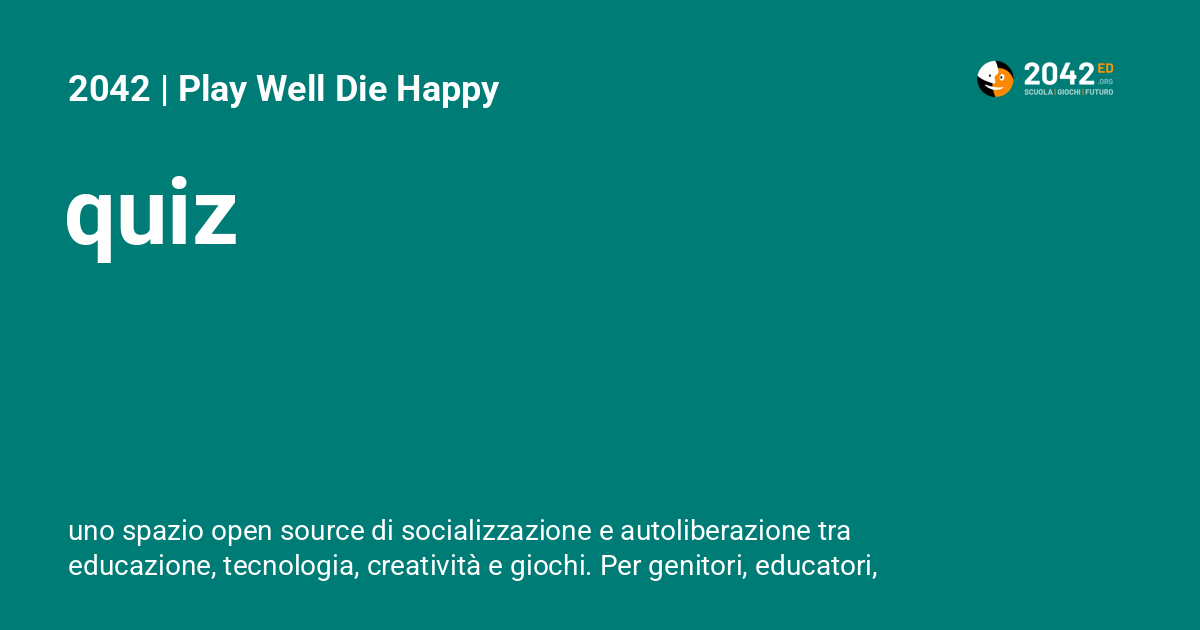 2042 | Play Well Die Happy
2042 ED
.ORG
SCUOLA | GIOCHI | FUTURO
quiz
uno spazio open source di socializzazione e autoliberazione tra
educazione, tecnologia, creatività e giochi. Per genitori, educatori,